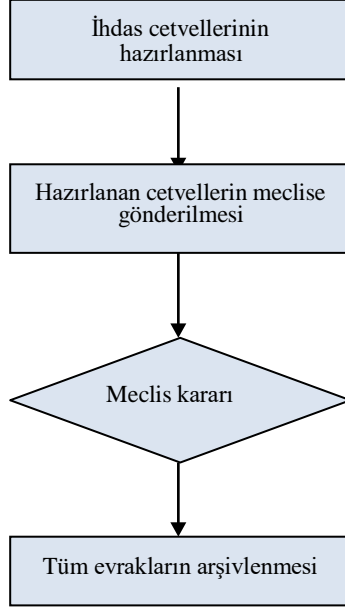 İhdas cetvellerinin
hazırlanması
Hazırlanan cetvellerin meclise
gönderilmesi
Meclis kararı
Tüm evrakların arşivlenmesi